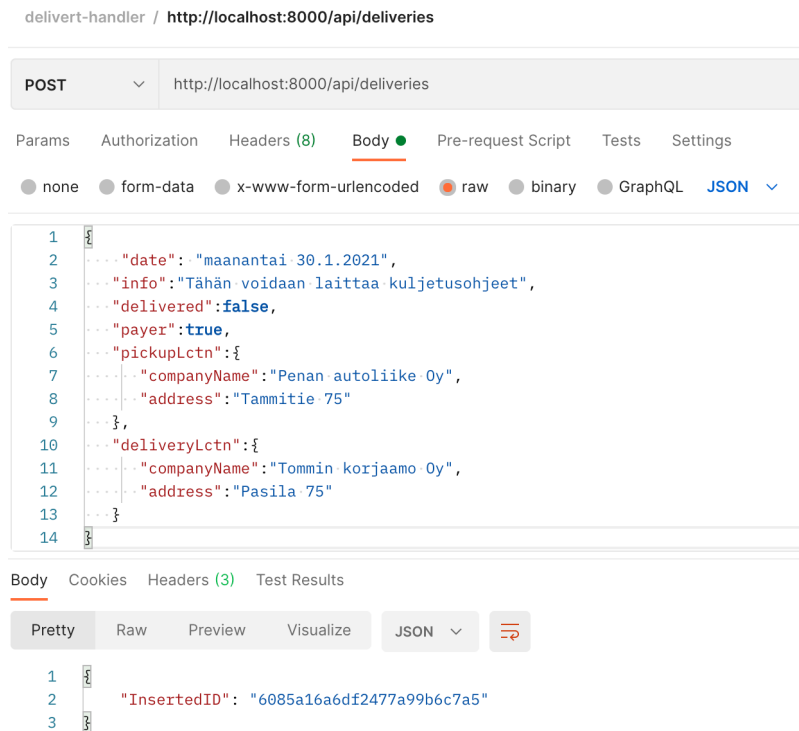 delivert-handler / http://localhost:8000/api/deliveries
POST http://localhost:8000/api/deliveries
Params Authorization Headers (8) Body Pre-request Script Tests Settings
none form-data x-www-form-urlencoded raw binary GraphQL JSON
1 {
2 "date": "maanantai 30.1.2021",
3 "info":"Tähän voidaan laittaa kuljetusohjeet",
4 "delivered":false,
5 "payer":true,
6 "pickupLctn":{
7 "companyName":"Penan autoliike Oy",
8 "address":"Tammitie 75"
9 },
10 "deliveryLctn":{
11 "companyName":"Tommin korjaamo Oy",
12 "address":"Pasila 75"
13 }
14 }
Body Cookies Headers (3) Test Results
Pretty Raw Preview Visualize JSON
1 {
2 "InsertedID": "6085a16a6df2477a99b6c7a5"
3 }